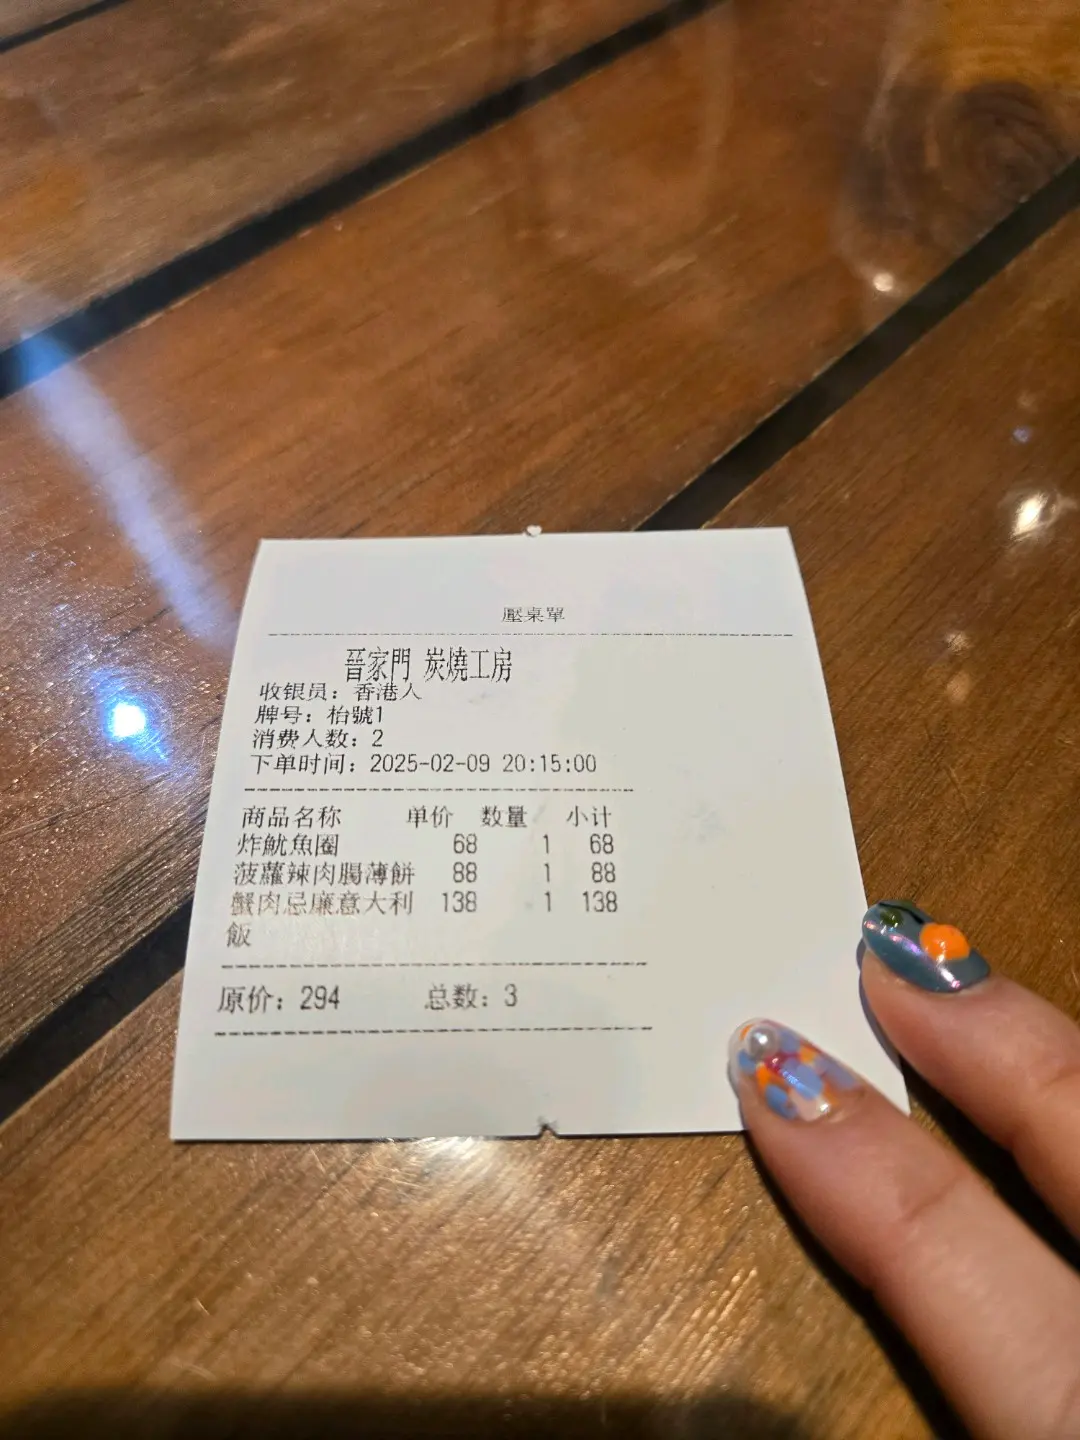 壓桌單
晉家門 炭燒工房
收银员：香港人
牌号：枱號1
消费人数：2
下单时间：2025-02-09 20:15:00
商品名称 单价 数量 小计
炸魷魚圈 68 1 68
菠蘿辣肉腸薄餅 88 1 88
蟹肉忌廉意大利 138 1 138
飯
原价：294 总数：3